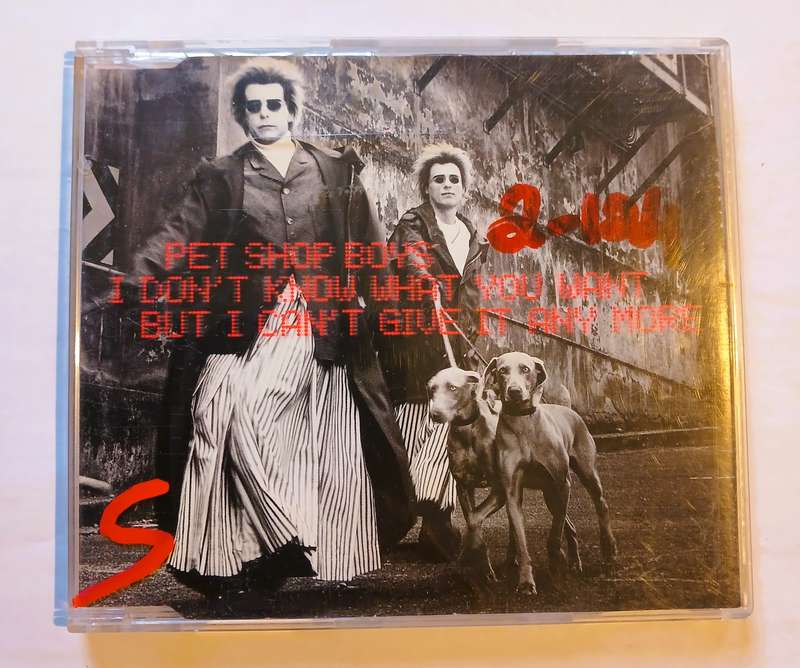 PET SHOP BOYS
I DON'T KNOW WHAT YOU WANT
BUT I CAN'T GIVE IT ANY MORE
S